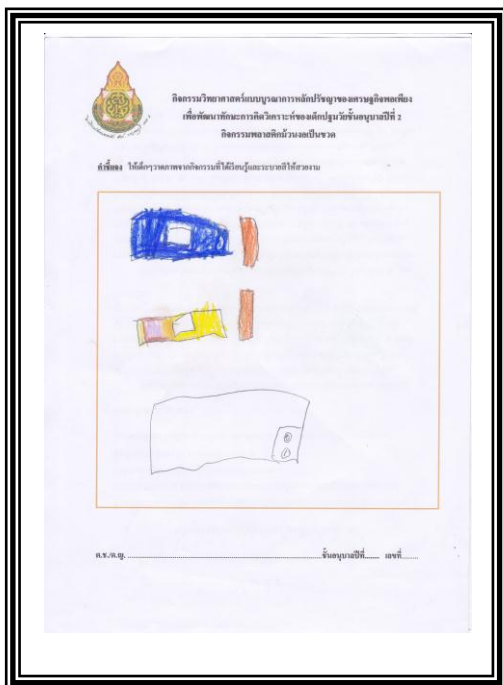 กิจกรรมวิทยาศาสตร์แบบบูรณาการหลักปรัชญาของเศรษฐกิจพอเพียง
เพื่อพัฒนาทักษะการคิดวิเคราะห์ของเด็กปฐมวัยชั้นอนุบาลปีที่ 2
กิจกรรมพลาสติกม้วนงอเป็นขวด
คำชี้แจง ให้เด็กๆวาดภาพจากกิจกรรมที่ได้เรียนรู้และระบายสีให้สวยงาม
ด.ช./ด.ญ. ........................................ชั้นอนุบาลปีที่....... เลขที่.......